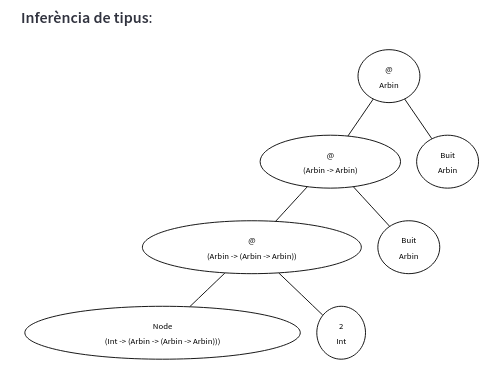 Inferència de tipus:
@
Arbin
@
(Arbin -> Arbin)
Buit
Arbin
@
(Arbin -> (Arbin -> Arbin))
Buit
Arbin
Node
(Int -> (Arbin -> (Arbin -> Arbin)))
2
Int